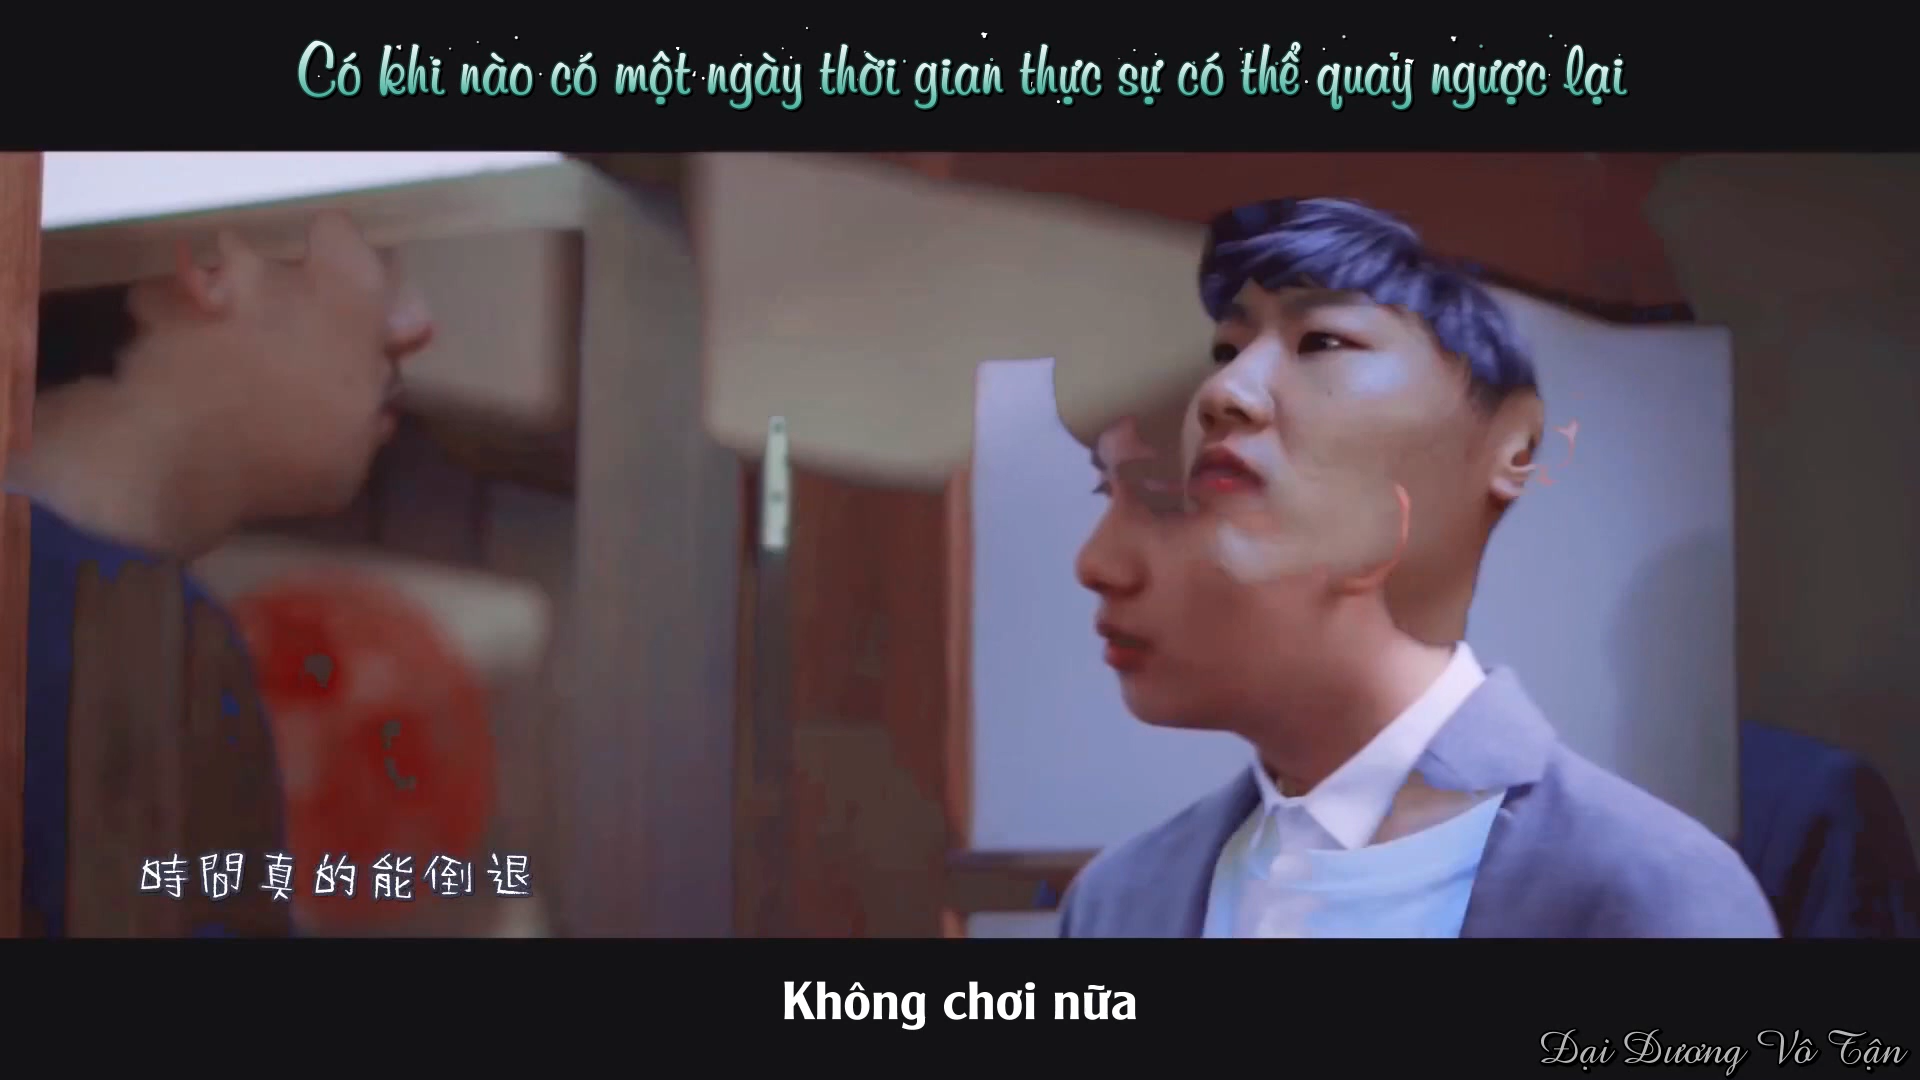 Có khi nào có một ngày thời gian thực sự có thể quay ngược lại
時間真的能倒退
Không chơi nữa
Đại Dương Vô Tận